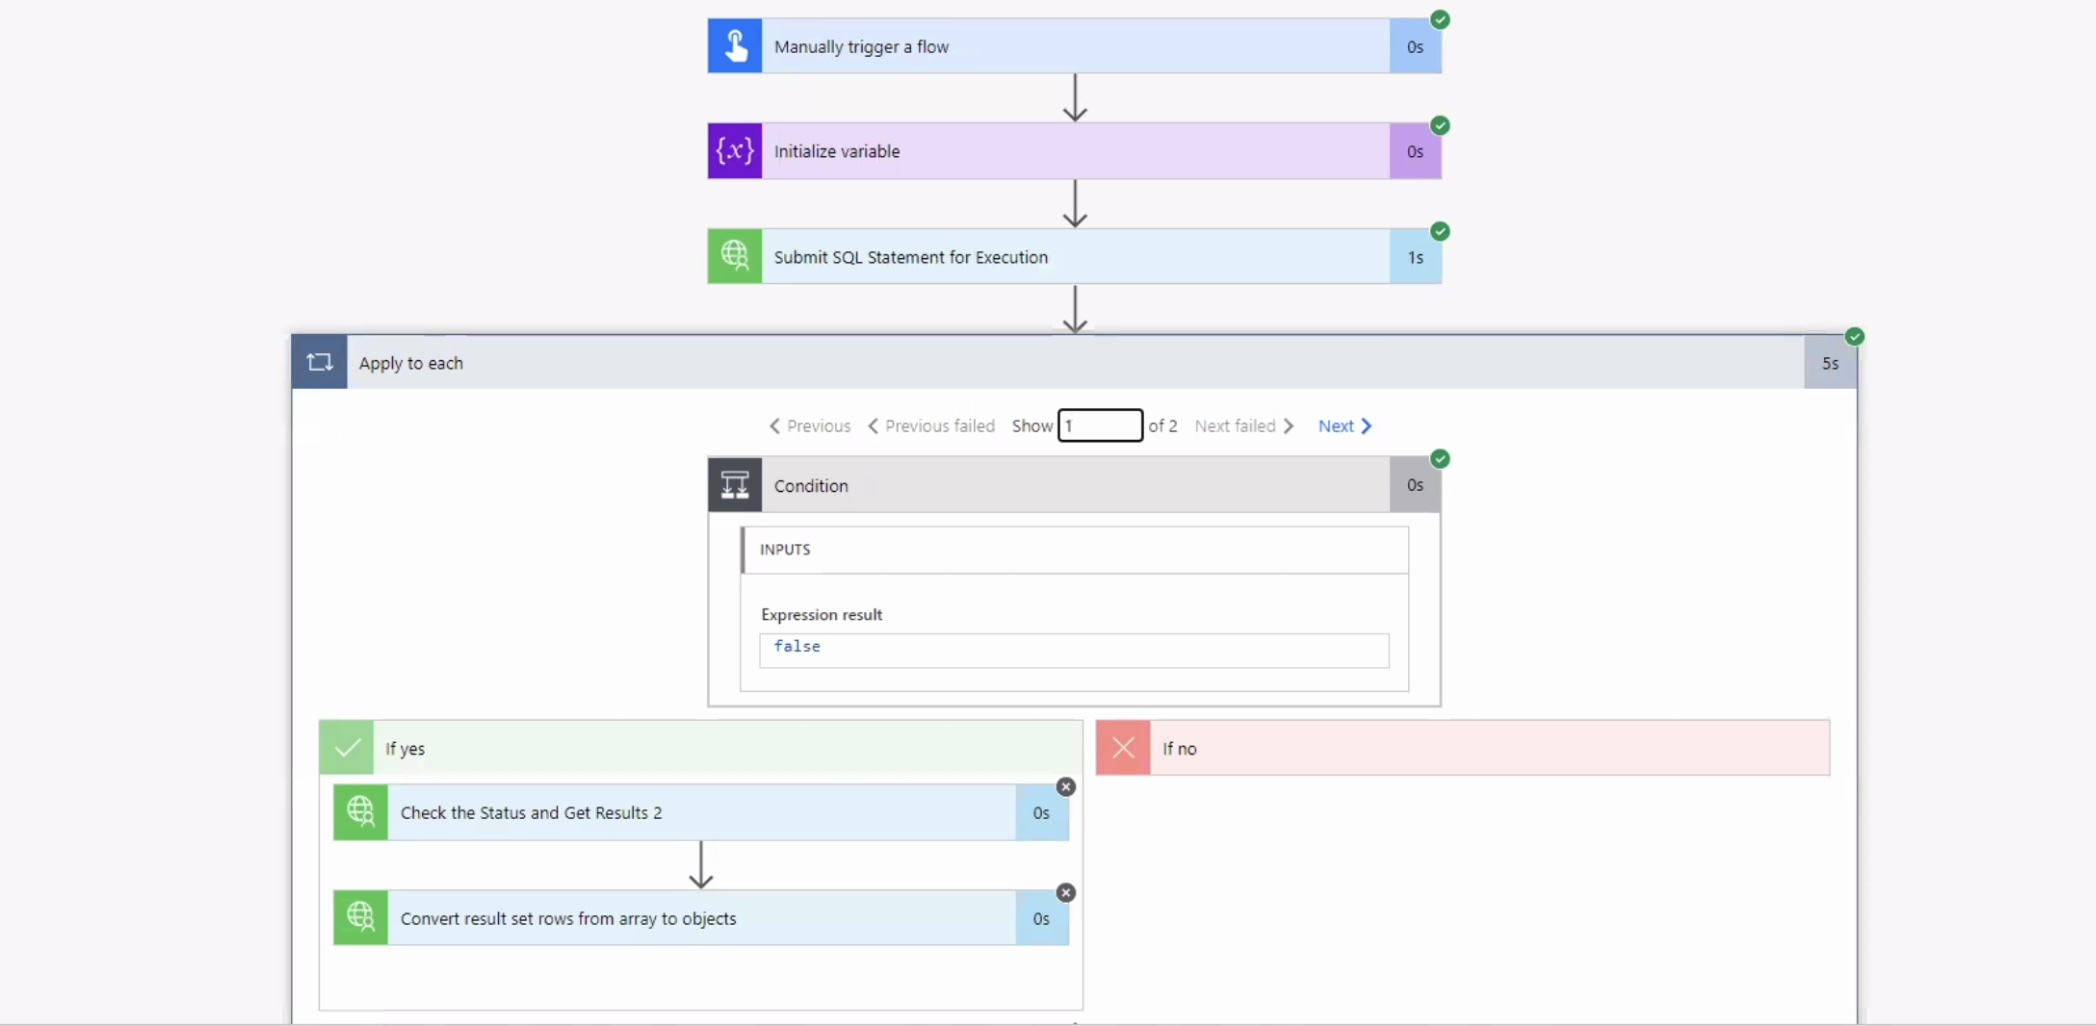 Manually trigger a flow
0s
{x}
Initialize variable
0s
Submit SQL Statement for Execution
1s
Apply to each
5s
Previous Previous failed Show 1 of 2 Next failed Next
Condition
0s
INPUTS
Expression result
false
If yes
If no
Check the Status and Get Results 2
0s
Convert result set rows from array to objects
0s